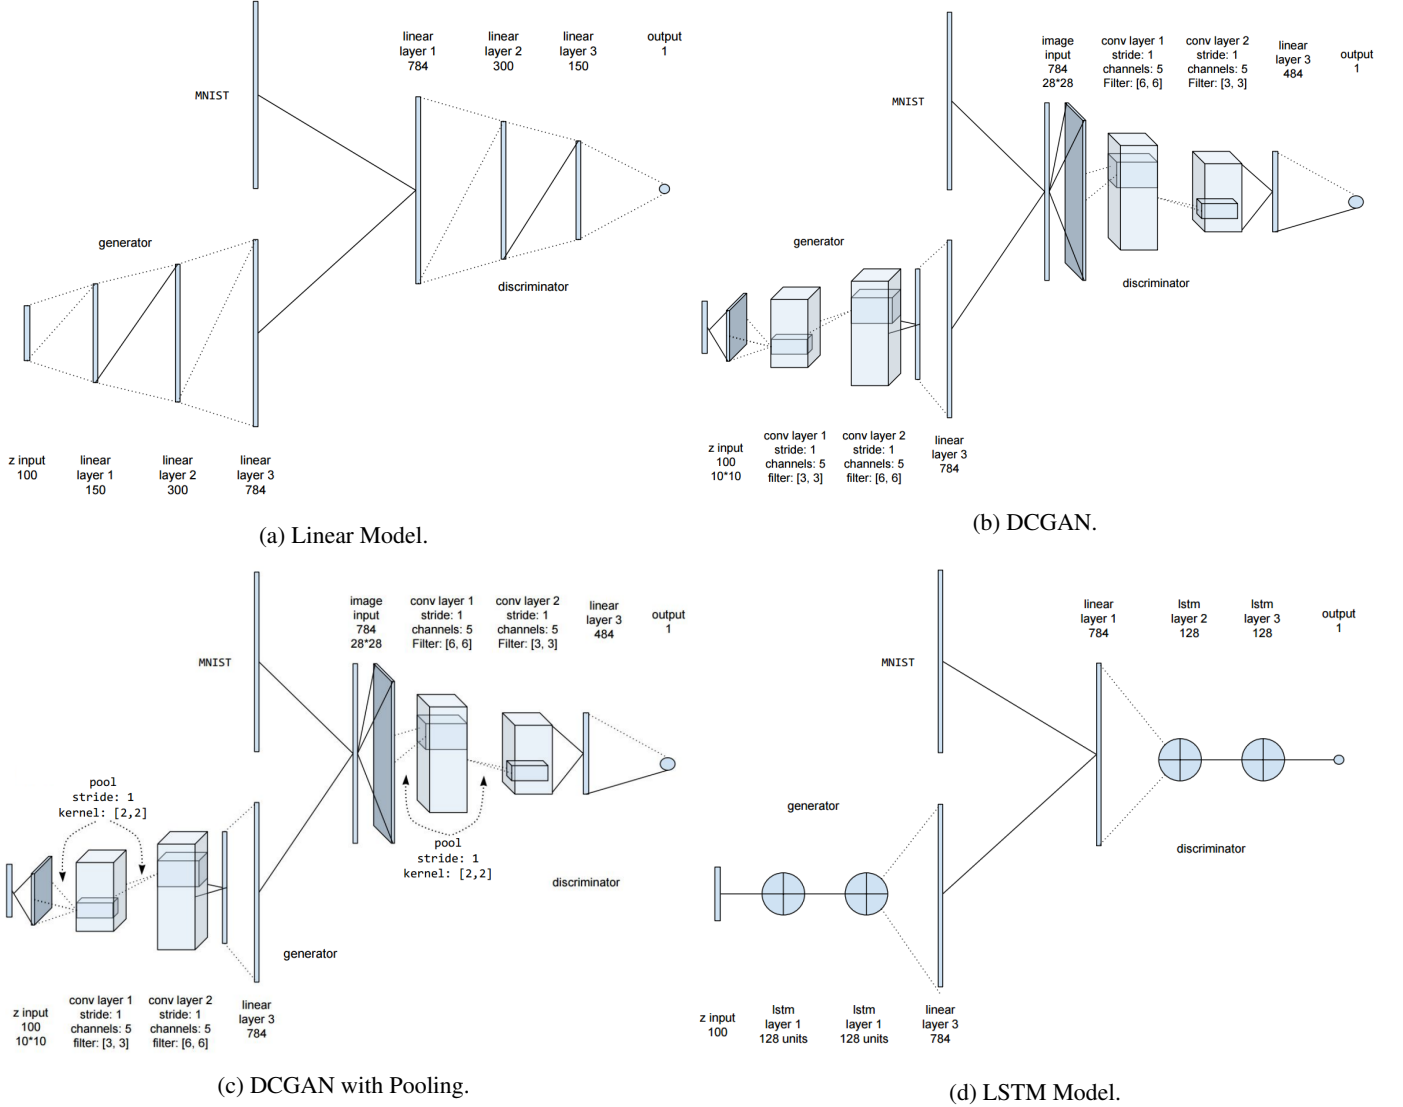 linear
layer 1
784
linear
layer 2
300
linear
layer 3
150
output
1
MNIST
generator
discriminator
z input
100
linear
layer 1
150
linear
layer 2
300
linear
layer 3
784
(a) Linear Model.
image
input
784
28*28
conv layer 1
stride: 1
channels: 5
Filter: [6, 6]
conv layer 2
stride: 1
channels: 5
Filter: [3, 3]
linear
layer 3
484
output
1
MNIST
generator
discriminator
z input
100
10*10
conv layer 1
stride: 1
channels: 5
filter: [3, 3]
conv layer 2
stride: 1
channels: 5
filter: [6, 6]
linear
layer 3
784
(b) DCGAN.
image
input
784
28*28
conv layer 1
stride: 1
channels: 5
Filter: [6, 6]
conv layer 2
stride: 1
channels: 5
Filter: [3, 3]
linear
layer 3
484
output
1
MNIST
pool
stride: 1
kernel: [2,2]
pool
stride: 1
kernel: [2,2]
discriminator
generator
z input
100
10*10
conv layer 1
stride: 1
channels: 5
filter: [3, 3]
conv layer 2
stride: 1
channels: 5
filter: [6, 6]
linear
layer 3
784
(c) DCGAN with Pooling.
linear
layer 1
784
lstm
layer 2
128
lstm
layer 3
128
output
1
MNIST
generator
discriminator
z input
100
lstm
layer 1
128 units
lstm
layer 1
128 units
linear
layer 3
784
(d) LSTM Model.